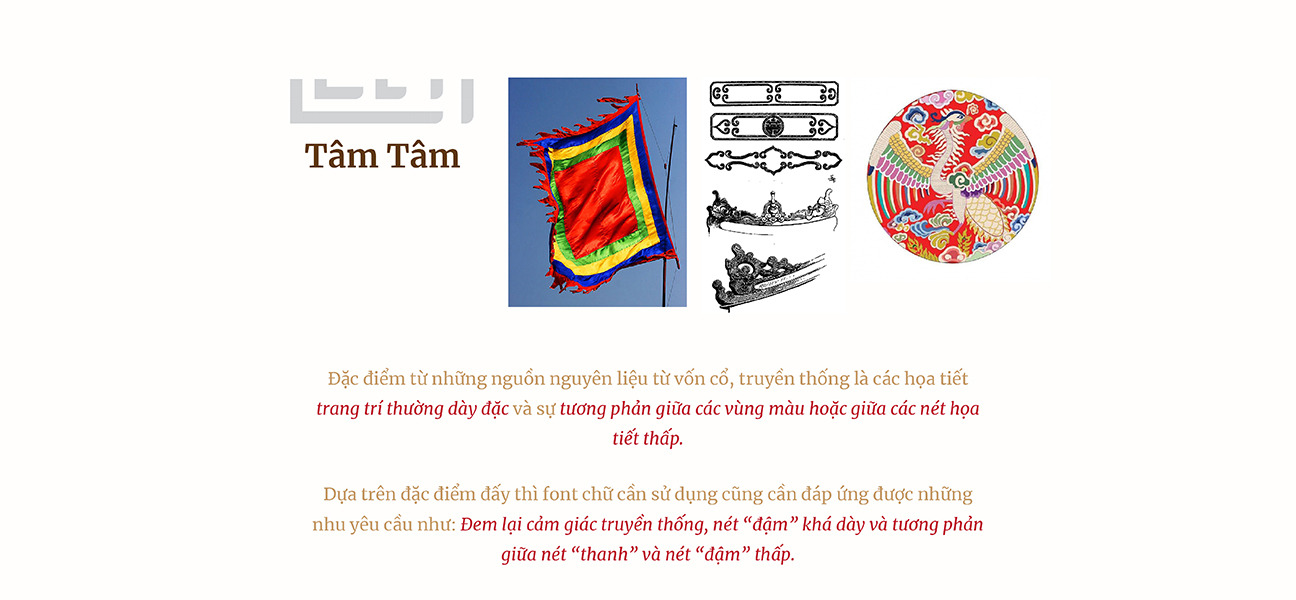 Tâm Tâm
Đặc điểm từ những nguồn nguyên liệu từ vốn cổ, truyền thống là các họa tiết
trang trí thường dày đặc và sự tương phản giữa các vùng màu hoặc giữa các nét họa
tiết thấp.
Dựa trên đặc điểm đấy thì font chữ cần sử dụng cũng cần đáp ứng được những
nhu yêu cầu như: Đem lại cảm giác truyền thống, nét “đậm” khá dày và tương phản
giữa nét “thanh” và nét “đậm” thấp.